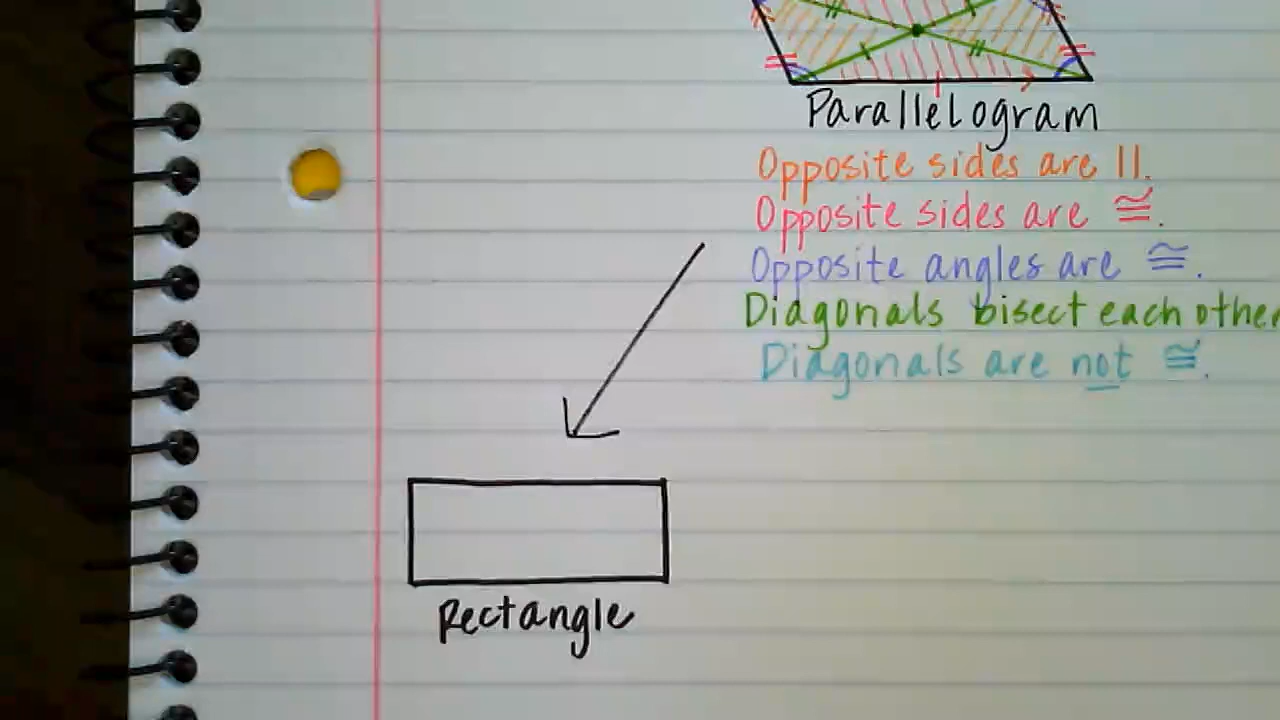 Parallelogram
Opposite sides are ||.
Opposite sides are ≅.
Opposite angles are ≅.
Diagonals bisect each other
Diagonals are not ≅.
Rectangle